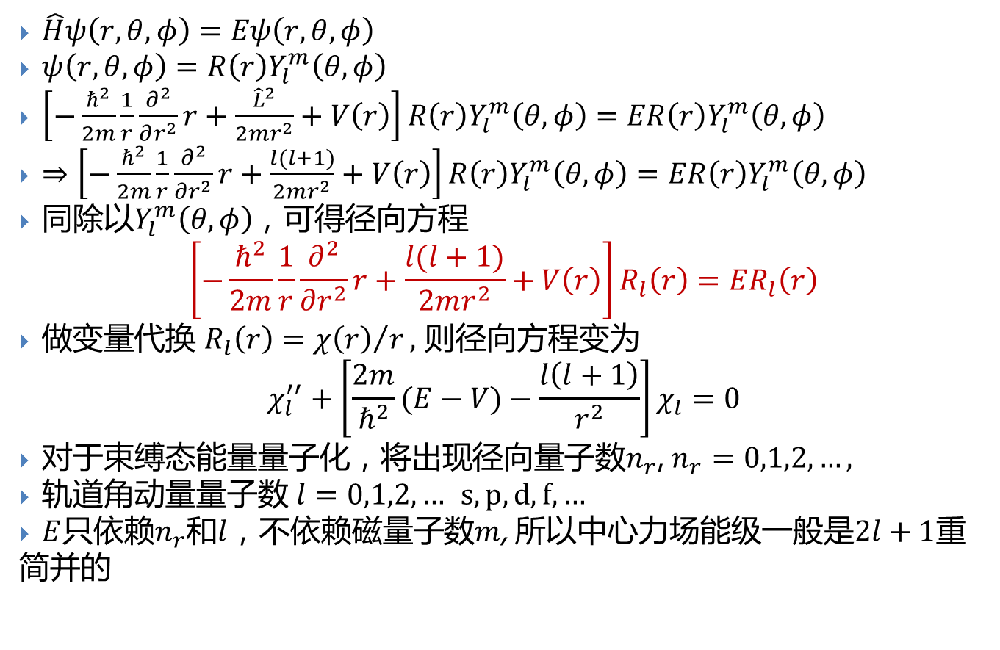 ▸ $\hat{H}\psi(r,\theta,\phi) = E\psi(r,\theta,\phi)$
▸ $\psi(r,\theta,\phi) = R(r)Y_l^m(\theta,\phi)$
▸ $\left[-\frac{\hbar^2}{2m}\frac{1}{r}\frac{\partial^2}{\partial r^2}r + \frac{\hat{L}^2}{2mr^2} + V(r)\right]R(r)Y_l^m(\theta,\phi) = ER(r)Y_l^m(\theta,\phi)$
▸ $\Rightarrow \left[-\frac{\hbar^2}{2m}\frac{1}{r}\frac{\partial^2}{\partial r^2}r + \frac{l(l+1)}{2mr^2} + V(r)\right]R(r)Y_l^m(\theta,\phi) = ER(r)Y_l^m(\theta,\phi)$
▸ 同除以$Y_l^m(\theta,\phi)$，可得径向方程
$\left[-\frac{\hbar^2}{2m}\frac{1}{r}\frac{\partial^2}{\partial r^2}r + \frac{l(l+1)}{2mr^2} + V(r)\right]R_l(r) = ER_l(r)$
▸ 做变量代换 $R_l(r) = \chi(r)/r$ , 则径向方程变为
$\chi_l'' + \left[\frac{2m}{\hbar^2}(E-V) - \frac{l(l+1)}{r^2}\right]\chi_l = 0$
▸ 对于束缚态能量量子化，将出现径向量子数$n_r$, $n_r = 0,1,2,\ldots,$
▸ 轨道角动量量子数 $l = 0,1,2,\ldots$ s, p, d, f, …
▸ $E$只依赖$n_r$和$l$，不依赖磁量子数$m$, 所以中心力场能级一般是$2l+1$重
简并的